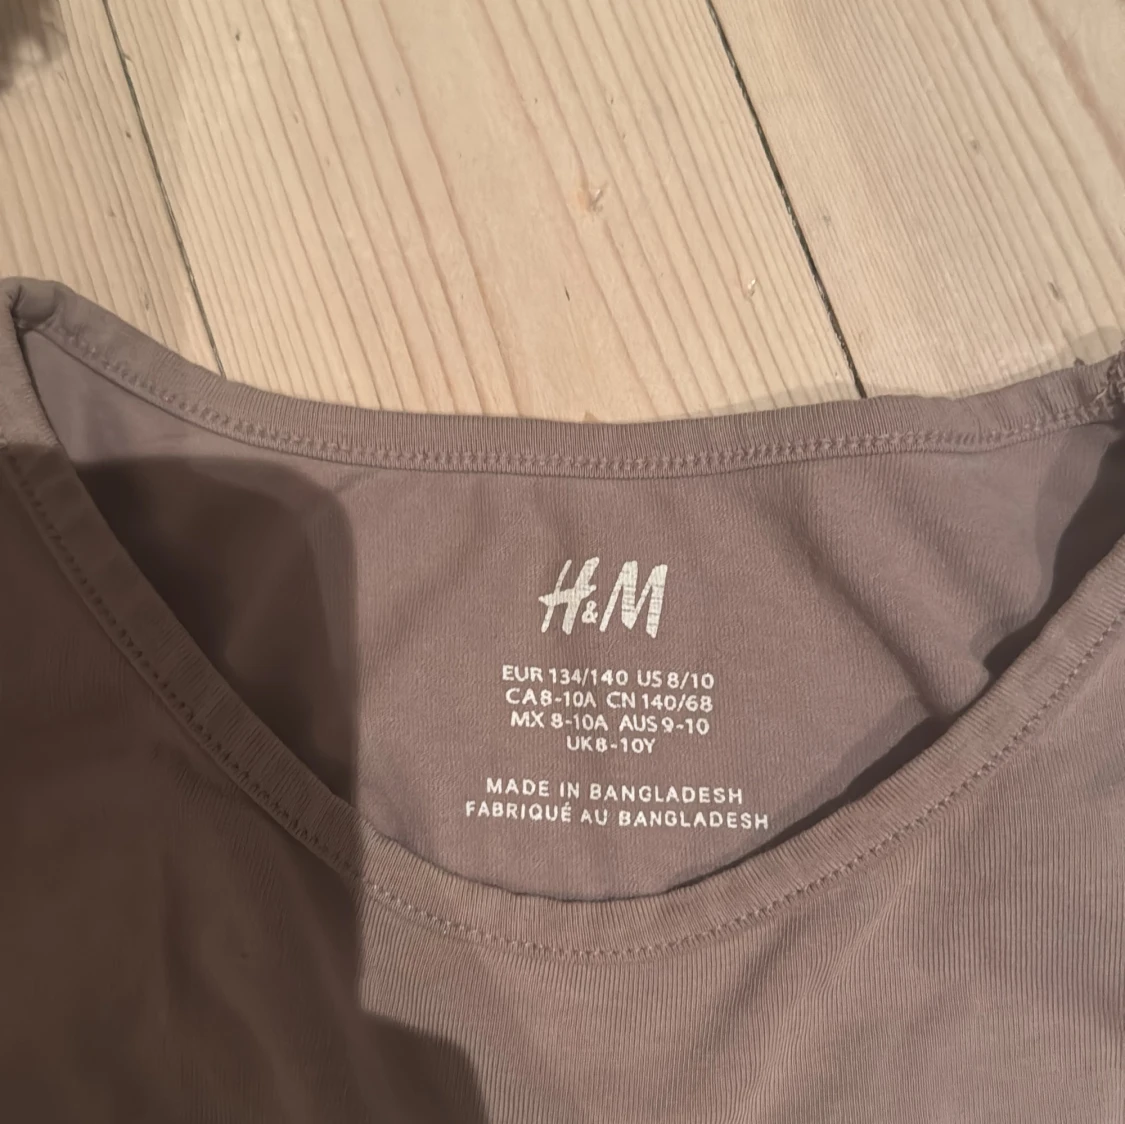 H&M
EUR 134/140 US 8/10
CA 8-10A CN 140/68
MX 8-10A AUS 9-10
UK 8-10Y
MADE IN BANGLADESH
FABRIQUÉ AU BANGLADESH